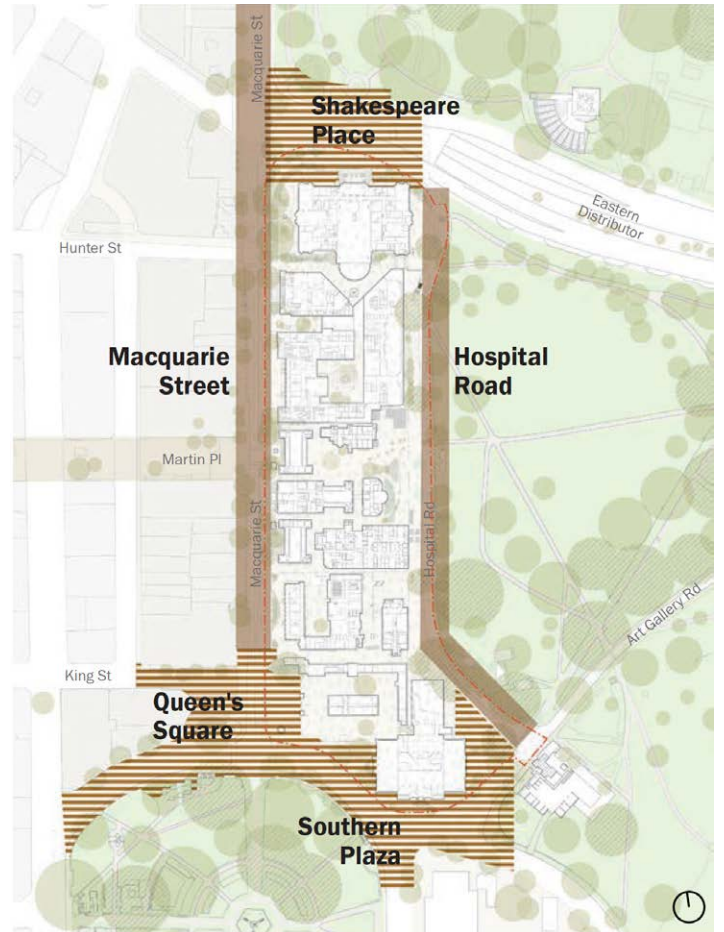 Macquarie St
Shakespeare
Place
Eastern
Distributor
Hunter St
Macquarie
Street
Hospital
Road
Martin Pl
Macquarie St
Hospital Rd
Art Gallery Rd
King St
Queen's
Square
Southern
Plaza